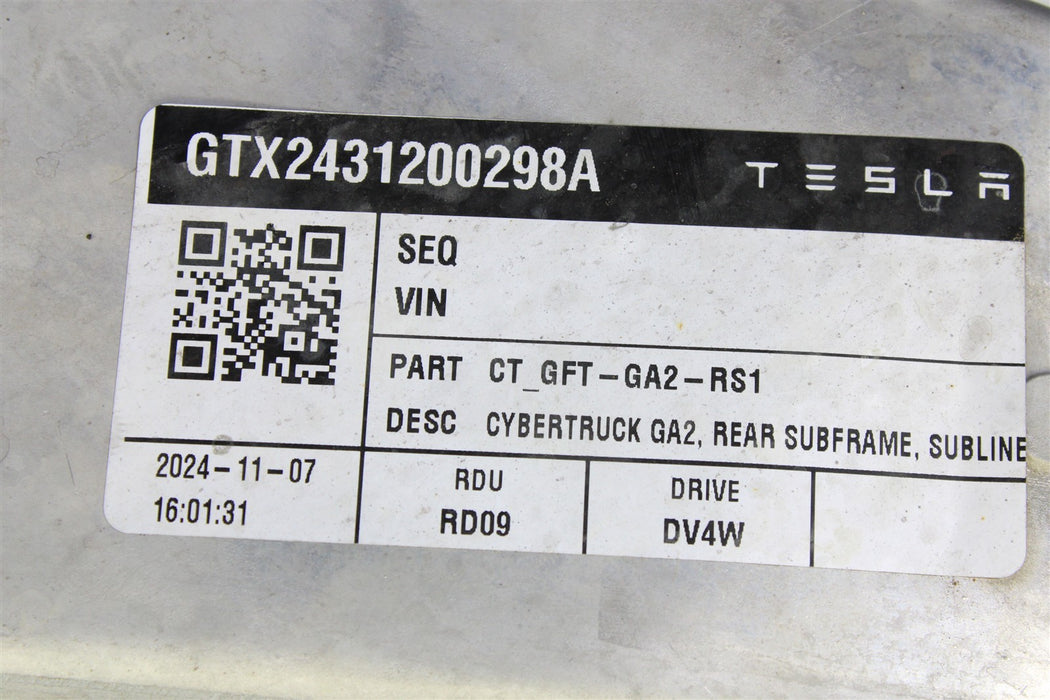 GTX2431200298A TESLA
SEQ
VIN
PART CT_GFT-GA2-RS1
DESC CYBERTRUCK GA2, REAR SUBFRAME, SUBLINE
2024-11-07
16:01:31
RDU
RD09
DRIVE
DV4W